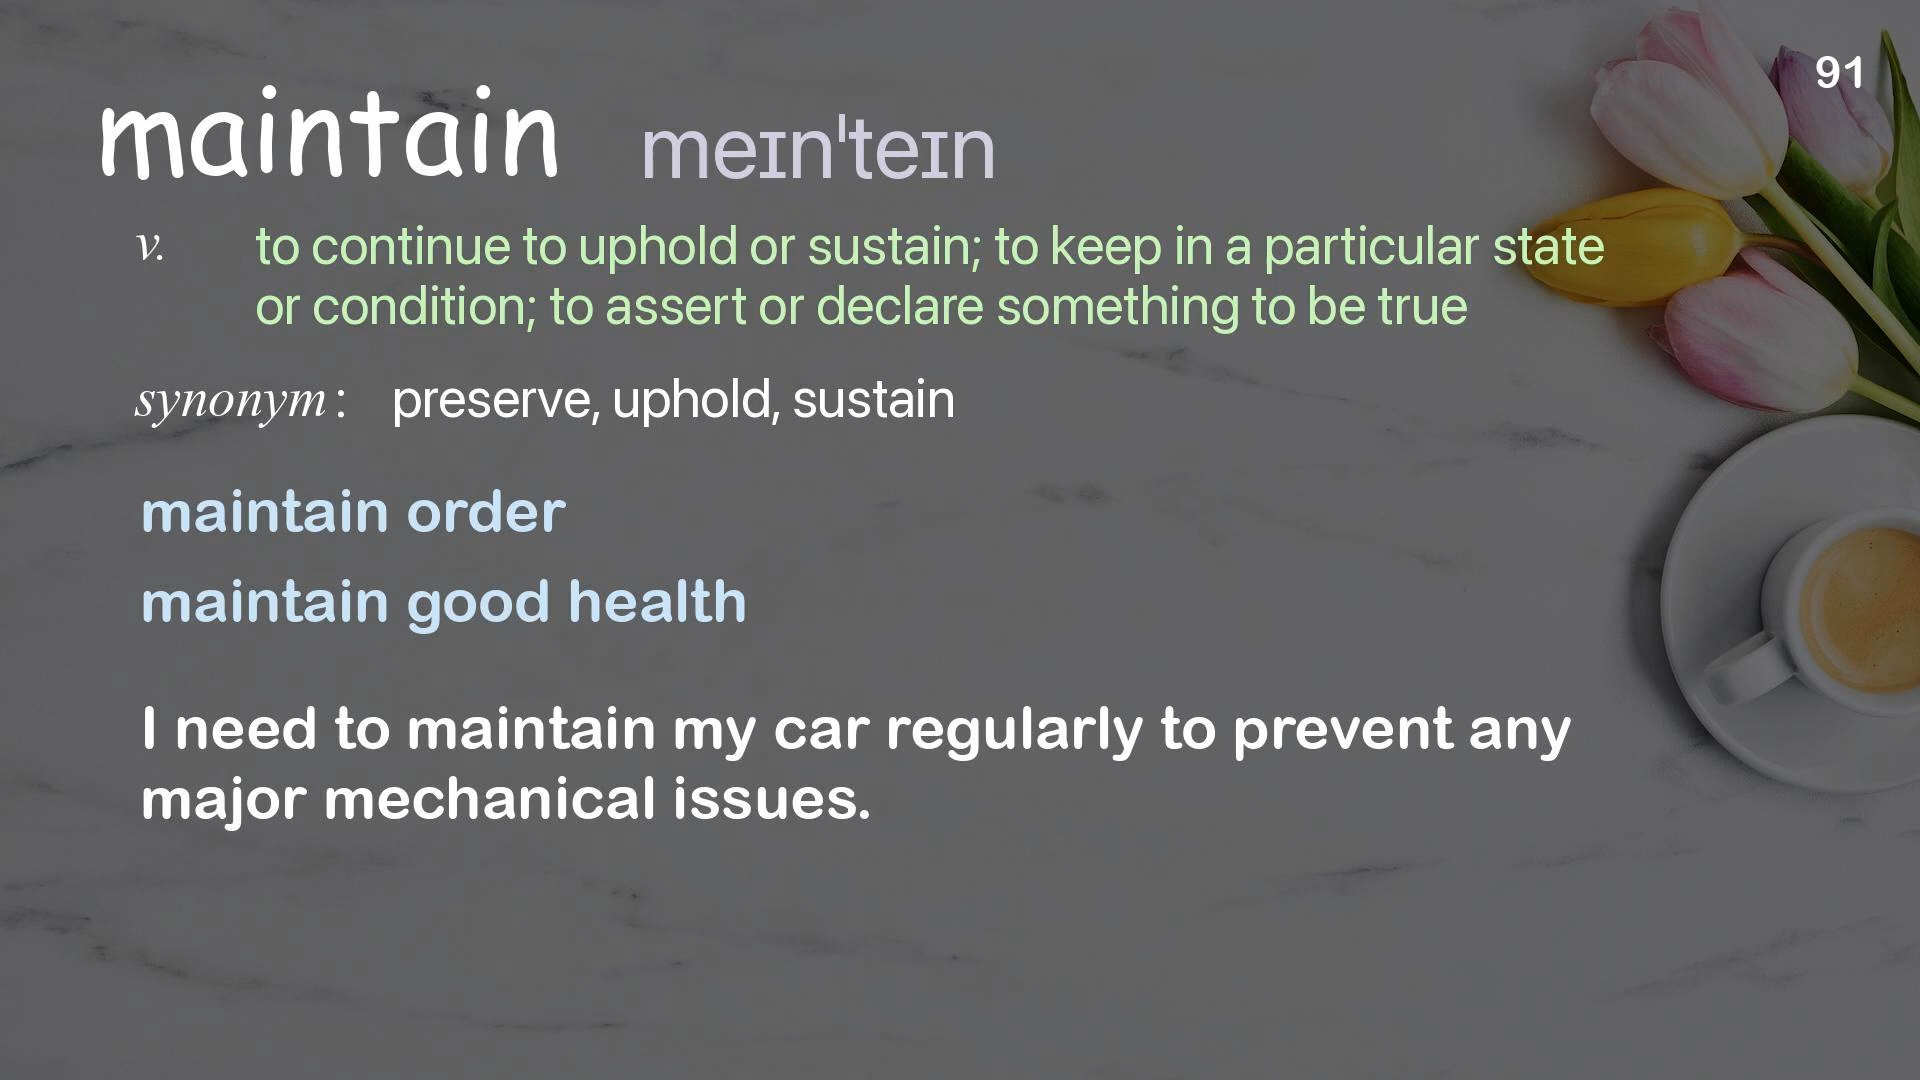 91
maintain meɪnˈteɪn
v. to continue to uphold or sustain; to keep in a particular state
or condition; to assert or declare something to be true
synonym : preserve, uphold, sustain
maintain order
maintain good health
I need to maintain my car regularly to prevent any
major mechanical issues.